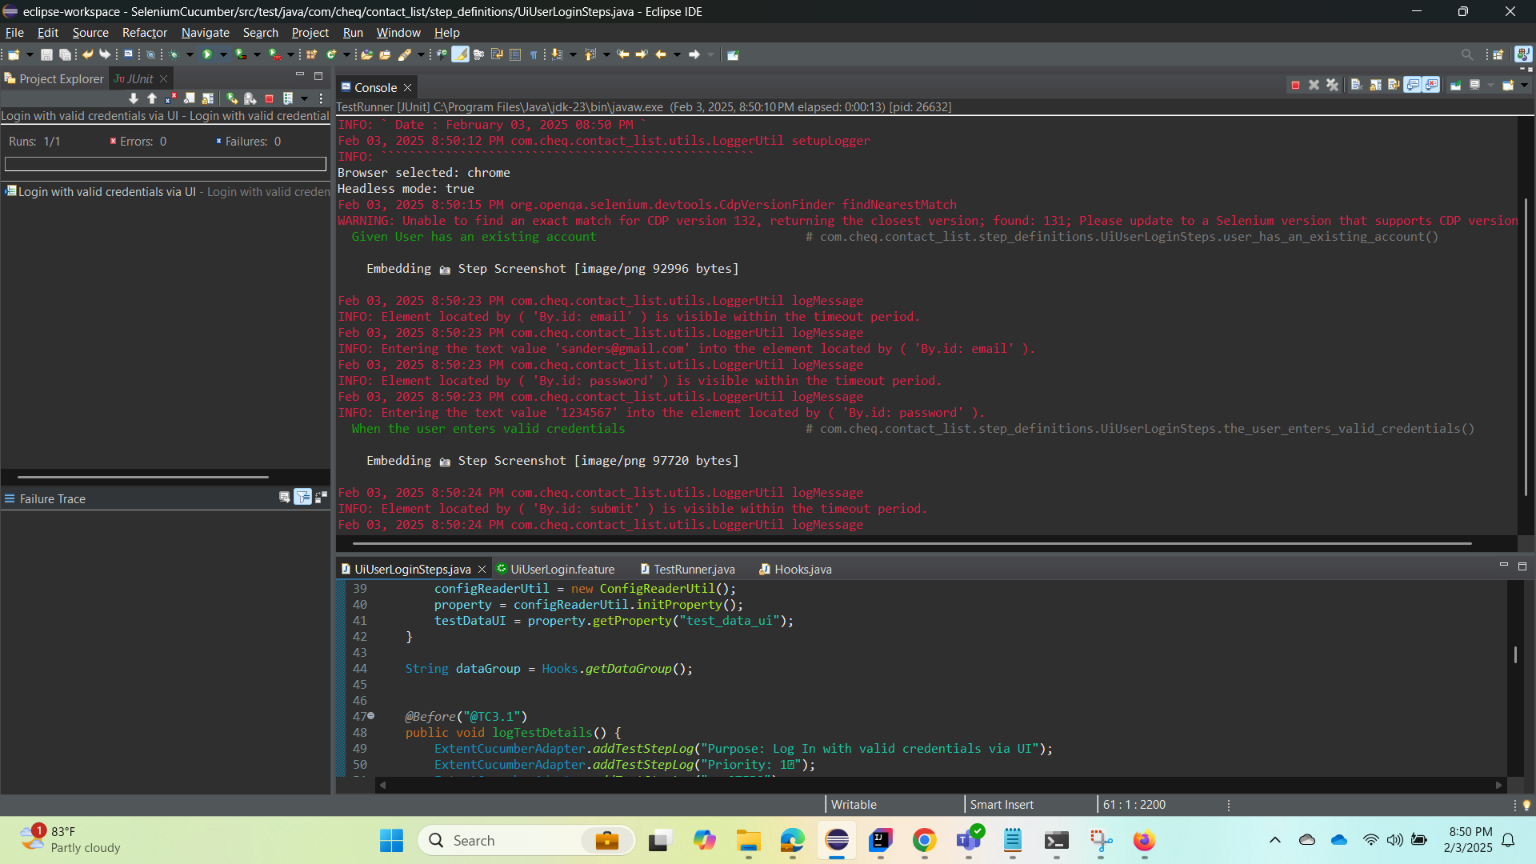 eclipse-workspace - SeleniumCucumber/src/test/java/com/cheq/contact_list/step_definitions/UiUserLoginSteps.java - Eclipse IDE
File Edit Source Refactor Navigate Search Project Run Window Help
Project Explorer JUnit
Login with valid credentials via UI - Login with valid credential
Runs: 1/1 Errors: 0 Failures: 0
Login with valid credentials via UI - Login with valid creden
Failure Trace
Console
TestRunner [JUnit] C:\Program Files\Java\jdk-23\bin\javaw.exe (Feb 3, 2025, 8:50:10 PM elapsed: 0:00:13) [pid: 26632]
INFO: ` Date : February 03, 2025 08:50 PM `
Feb 03, 2025 8:50:12 PM com.cheq.contact_list.utils.LoggerUtil setupLogger
INFO: ````````````````````````````````````````````````````
Browser selected: chrome
Headless mode: true
Feb 03, 2025 8:50:15 PM org.openqa.selenium.devtools.CdpVersionFinder findNearestMatch
WARNING: Unable to find an exact match for CDP version 132, returning the closest version; found: 131; Please update to a Selenium version that supports CDP version
Given User has an existing account # com.cheq.contact_list.step_definitions.UiUserLoginSteps.user_has_an_existing_account()
Embedding 📷 Step Screenshot [image/png 92996 bytes]
Feb 03, 2025 8:50:23 PM com.cheq.contact_list.utils.LoggerUtil logMessage
INFO: Element located by ( 'By.id: email' ) is visible within the timeout period.
Feb 03, 2025 8:50:23 PM com.cheq.contact_list.utils.LoggerUtil logMessage
INFO: Entering the text value 'sanders@gmail.com' into the element located by ( 'By.id: email' ).
Feb 03, 2025 8:50:23 PM com.cheq.contact_list.utils.LoggerUtil logMessage
INFO: Element located by ( 'By.id: password' ) is visible within the timeout period.
Feb 03, 2025 8:50:23 PM com.cheq.contact_list.utils.LoggerUtil logMessage
INFO: Entering the text value '1234567' into the element located by ( 'By.id: password' ).
When the user enters valid credentials # com.cheq.contact_list.step_definitions.UiUserLoginSteps.the_user_enters_valid_credentials()
Embedding 📷 Step Screenshot [image/png 97720 bytes]
Feb 03, 2025 8:50:24 PM com.cheq.contact_list.utils.LoggerUtil logMessage
INFO: Element located by ( 'By.id: submit' ) is visible within the timeout period.
Feb 03, 2025 8:50:24 PM com.cheq.contact_list.utils.LoggerUtil logMessage
UiUserLoginSteps.java UiUserLogin.feature TestRunner.java Hooks.java
39 configReaderUtil = new ConfigReaderUtil();
40 property = configReaderUtil.initProperty();
41 testDataUI = property.getProperty("test_data_ui");
42 }
43
44 String dataGroup = Hooks.getDataGroup();
45
46
47 @Before("@TC3.1")
48 public void logTestDetails() {
49 ExtentCucumberAdapter.addTestStepLog("Purpose: Log In with valid credentials via UI");
50 ExtentCucumberAdapter.addTestStepLog("Priority: 1");
Writable Smart Insert 61 : 1 : 2200
1 83°F
Partly cloudy
Search
8:50 PM
2/3/2025